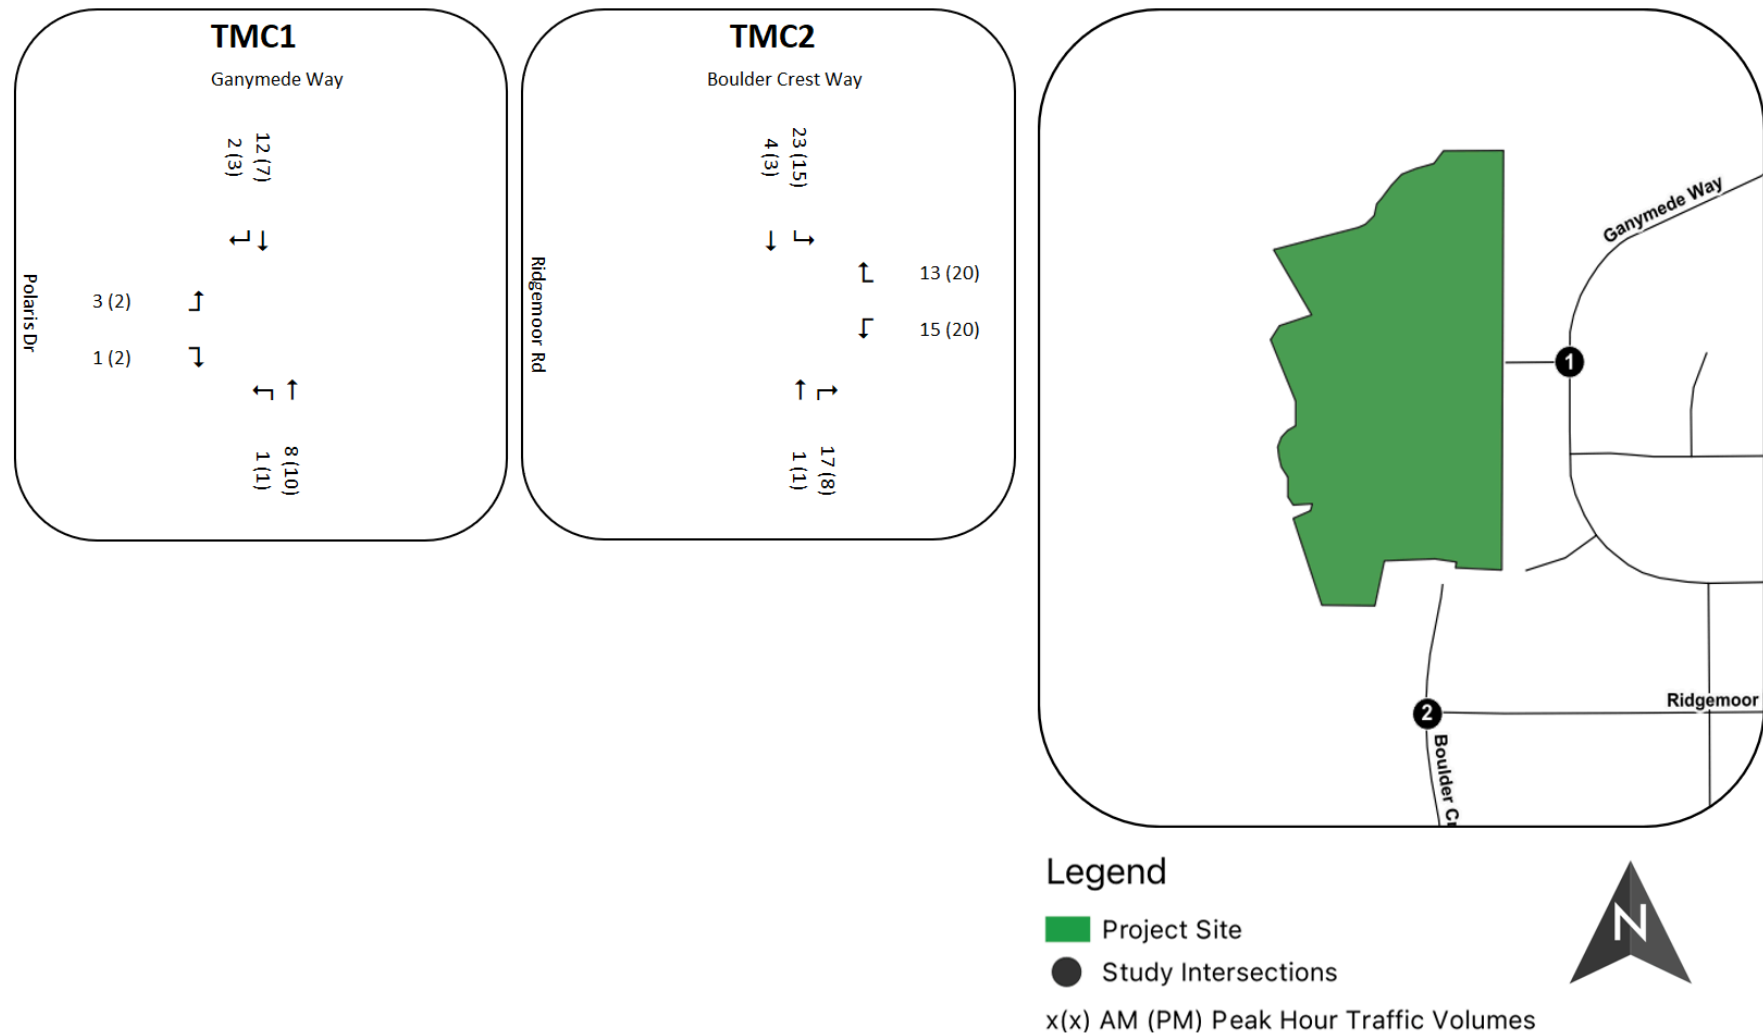 TMC1
Ganymede Way
12 (7)
2 (3)
Polaris Dr
3 (2)
1 (2)
8 (10)
1 (1)
TMC2
Boulder Crest Way
23 (15)
4 (3)
Ridgemoor Rd
13 (20)
15 (20)
17 (8)
1 (1)
Ganymede Way
1
Ridgemoor
2
Boulder Cr
Legend
Project Site
Study Intersections
x(x) AM (PM) Peak Hour Traffic Volumes
N